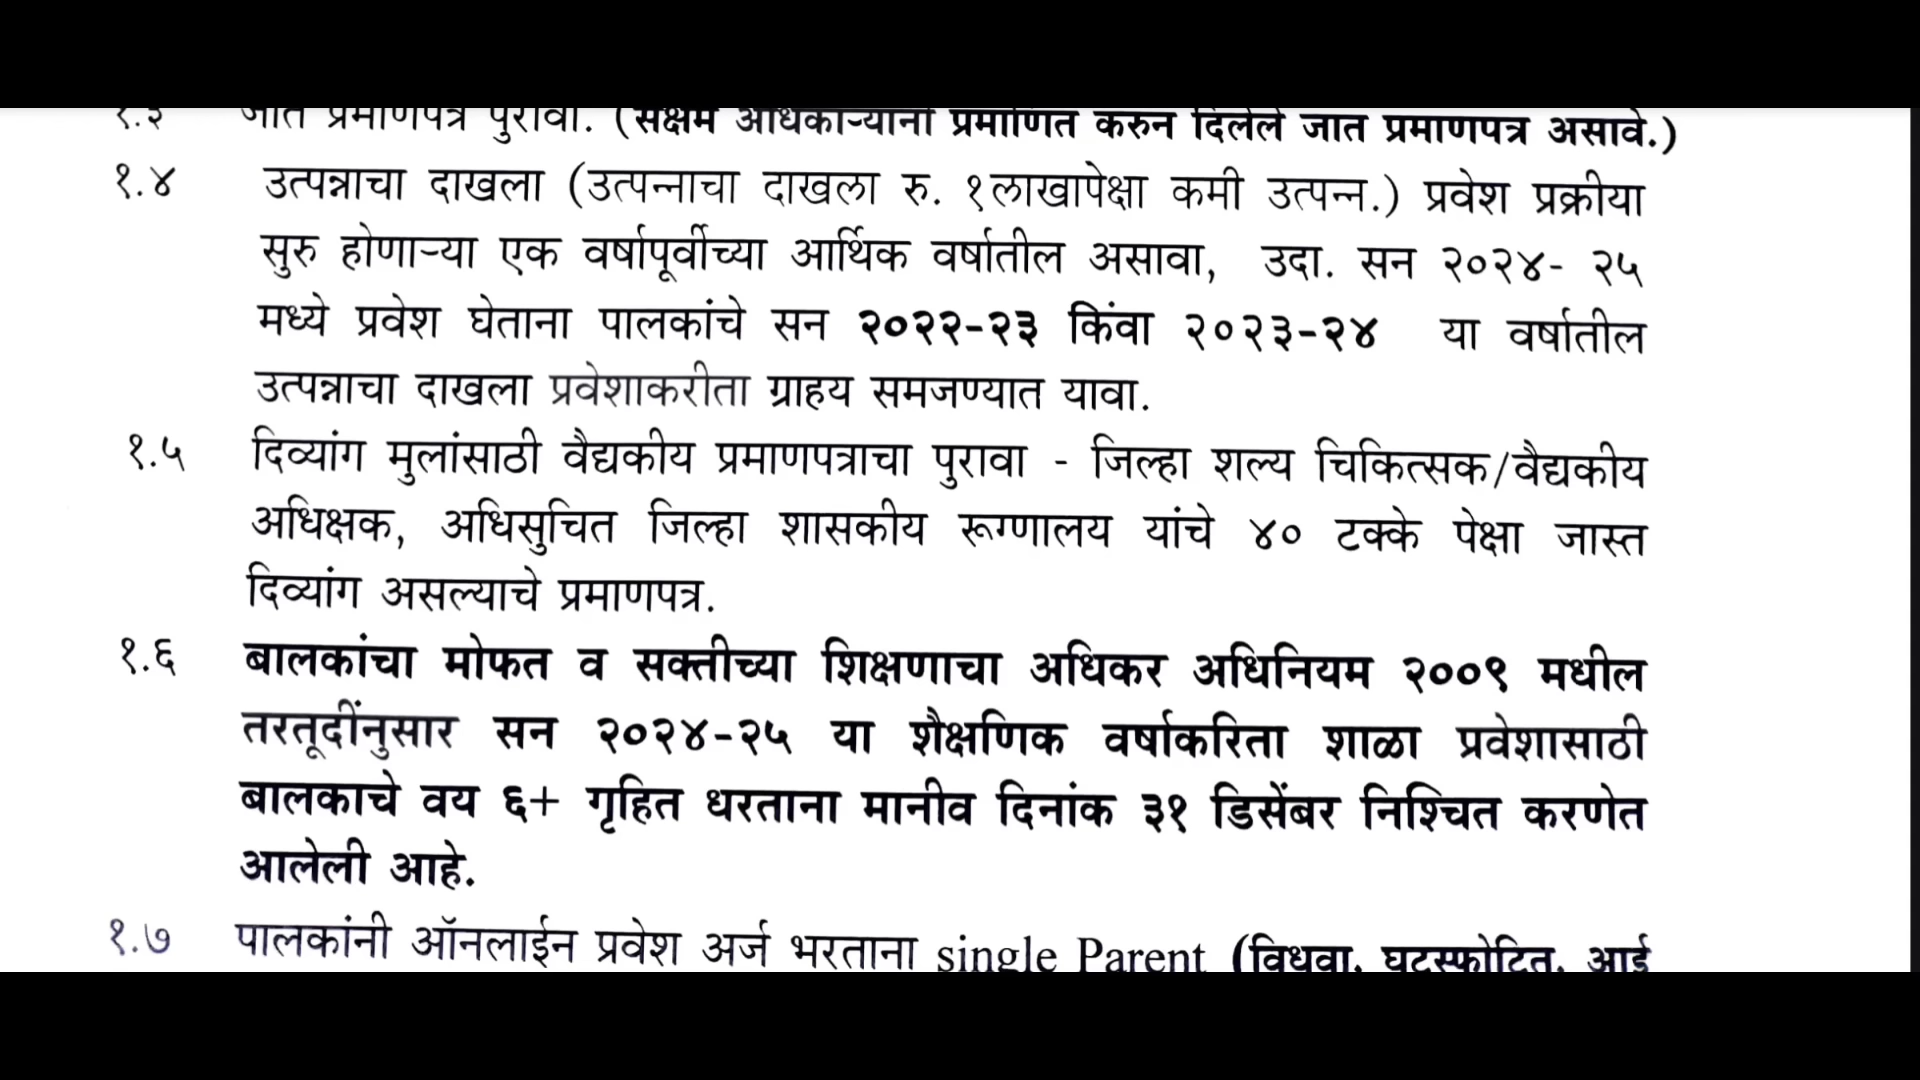 १.३ जात प्रमाणपत्र पुरावा. (सक्षम अधिकाऱ्यांनी प्रमाणित करुन दिलेले जात प्रमाणपत्र असावे.)
१.४ उत्पन्नाचा दाखला (उत्पन्नाचा दाखला रु. १लाखापेक्षा कमी उत्पन्न.) प्रवेश प्रक्रीया
सुरु होणाऱ्या एक वर्षापूर्वीच्या आर्थिक वर्षातील असावा, उदा. सन २०२४- २५
मध्ये प्रवेश घेताना पालकांचे सन २०२२-२३ किंवा २०२३-२४ या वर्षातील
उत्पन्नाचा दाखला प्रवेशाकरीता ग्राहय समजण्यात यावा.
१.५ दिव्यांग मुलांसाठी वैद्यकीय प्रमाणपत्राचा पुरावा - जिल्हा शल्य चिकित्सक/वैद्यकीय
अधिक्षक, अधिसुचित जिल्हा शासकीय रूग्णालय यांचे ४० टक्के पेक्षा जास्त
दिव्यांग असल्याचे प्रमाणपत्र.
१.६ बालकांचा मोफत व सक्तीच्या शिक्षणाचा अधिकर अधिनियम २००९ मधील
तरतूदींनुसार सन २०२४-२५ या शैक्षणिक वर्षाकरिता शाळा प्रवेशासाठी
बालकाचे वय ६+ गृहित धरताना मानीव दिनांक ३१ डिसेंबर निश्चित करणेत
आलेली आहे.
१.७ पालकांनी ऑनलाईन प्रवेश अर्ज भरताना single Parent (विधवा, घटस्फोटित, आई